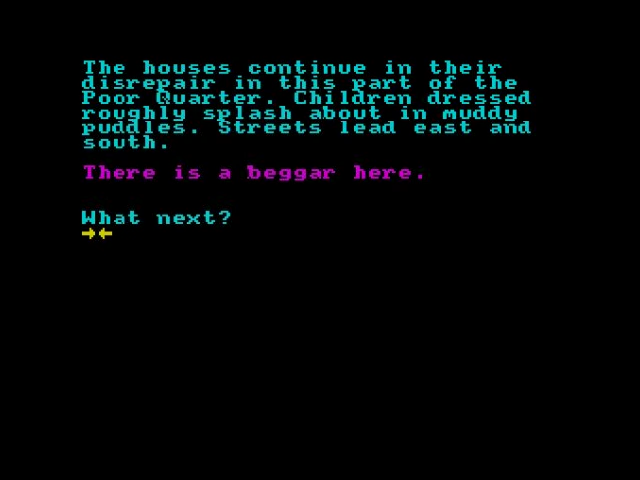 The houses continue in their
disrepair in this part of the
Poor Quarter. Children dressed
roughly splash about in muddy
puddles. Streets lead east and
south.
There is a beggar here.
What next?
→←